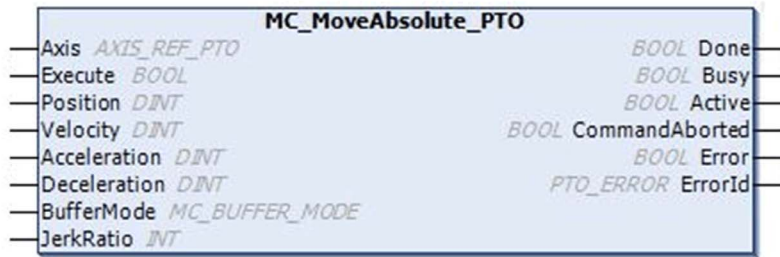 MC_MoveAbsolute_PTO
Axis AXIS_REF_PTO BOOL Done
Execute BOOL BOOL Busy
Position DINT BOOL Active
Velocity DINT BOOL CommandAborted
Acceleration DINT BOOL Error
Deceleration DINT PTO_ERROR ErrorId
BufferMode MC_BUFFER_MODE
JerkRatio INT